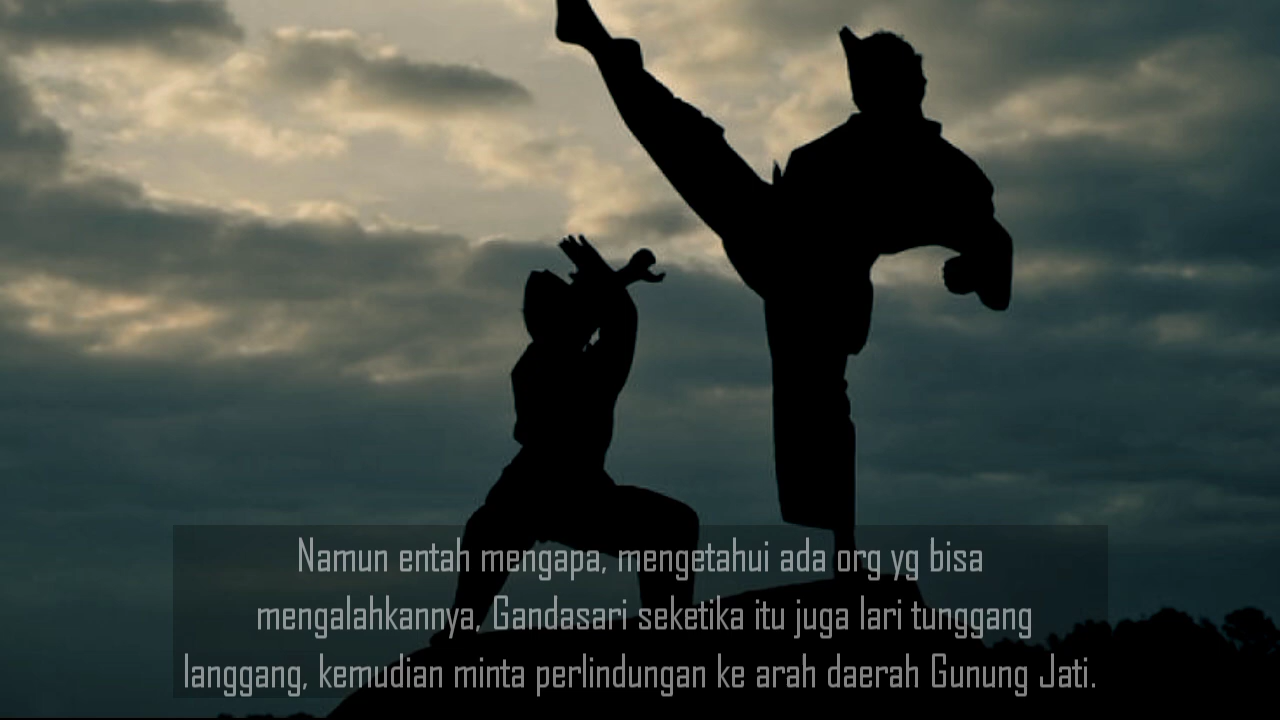 Namun entah mengapa, mengetahui ada org yg bisa
mengalahkannya, Gandasari seketika itu juga lari tunggang
langgang, kemudian minta perlindungan ke arah daerah Gunung Jati.